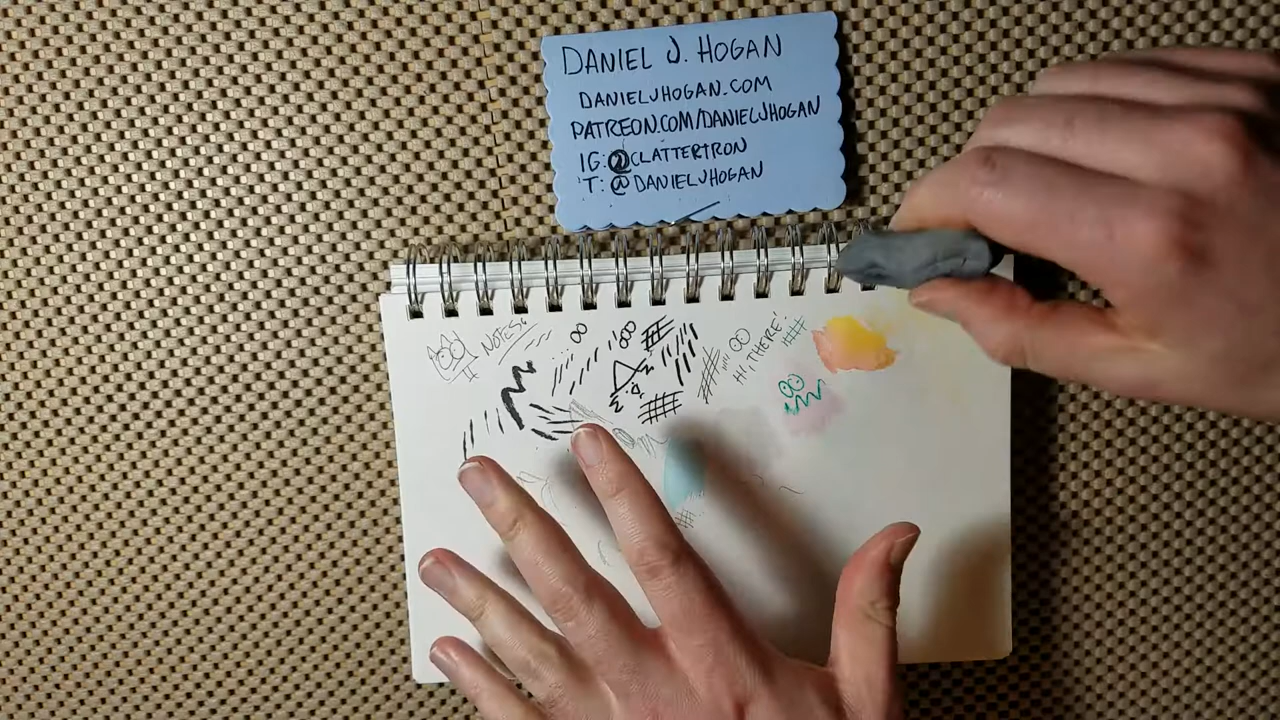 DANIEL J. HOGAN
DANIELJHOGAN.COM
PATREON.COM/DANIELJHOGAN
IG: @CLATTERTRON
T: @DANIELJHOGAN
NOTES:
HI, THERE!